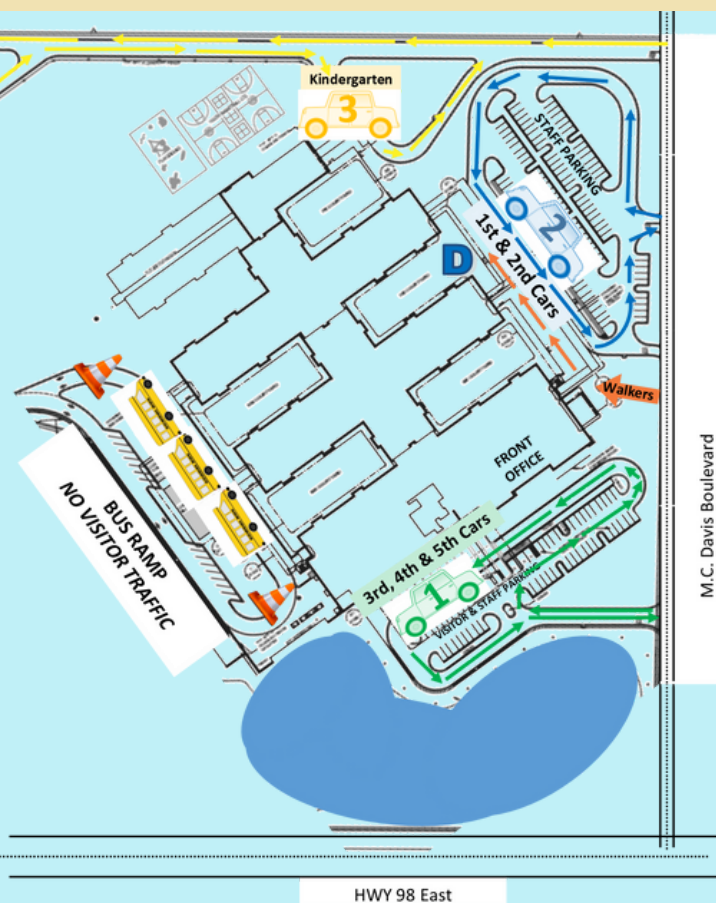 Kindergarten
3
STAFF PARKING
2
1st & 2nd Cars
D
Walkers
FRONT
OFFICE
BUS RAMP
NO VISITOR TRAFFIC
3rd, 4th & 5th Cars
1
VISITOR & STAFF PARKING
M.C. Davis Boulevard
HWY 98 East